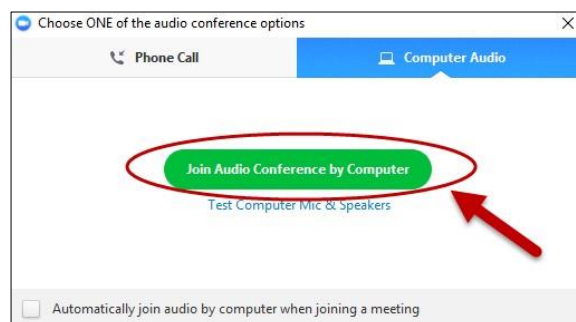 Choose ONE of the audio conference options
Phone Call
Computer Audio
Join Audio Conference by Computer
Test Computer Mic & Speakers
Automatically join audio by computer when joining a meeting